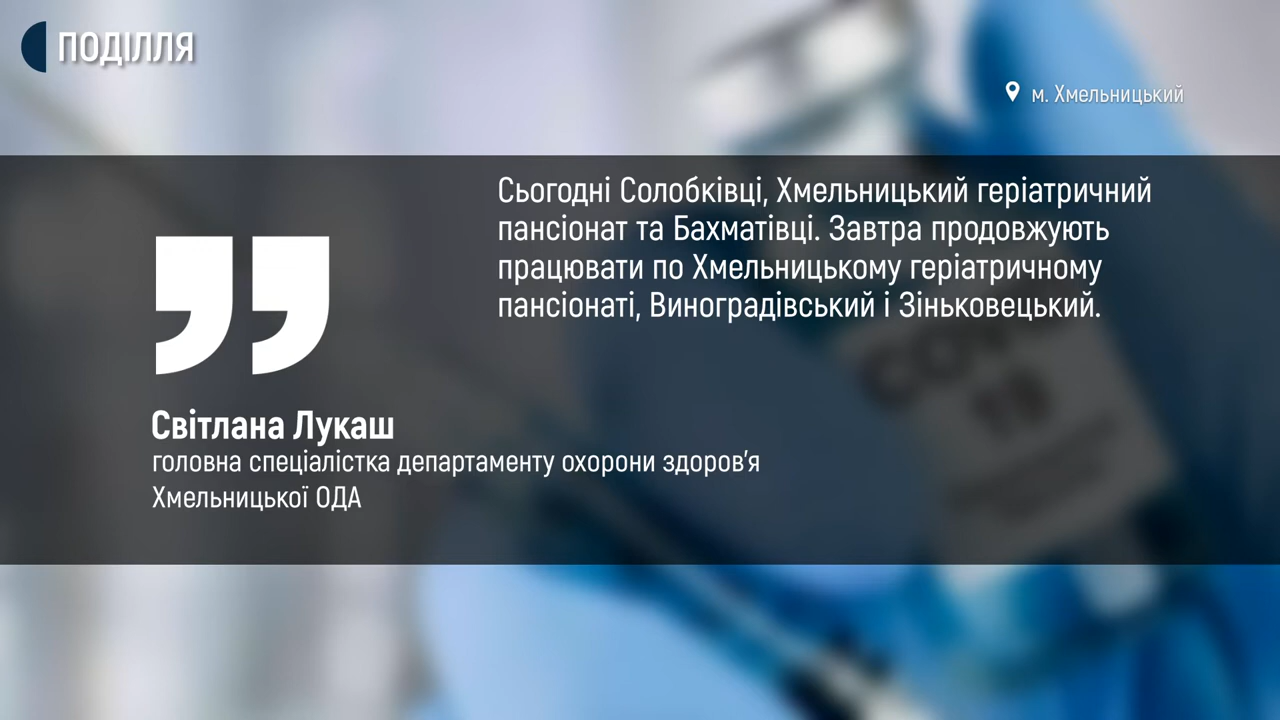 ПОДІЛЛЯ
м. Хмельницький
Сьогодні Солобківці, Хмельницький геріатричний
пансіонат та Бахматівці. Завтра продовжують
працювати по Хмельницькому геріатричному
пансіонаті, Виноградівський і Зіньковецький.
Світлана Лукаш
головна спеціалістка департаменту охорони здоров'я
Хмельницької ОДА